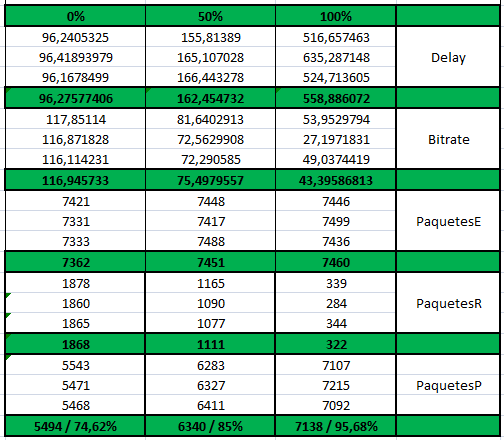 0% 50% 100%
96,2405325 155,81389 516,657463
96,41893979 165,107028 635,287148 Delay
96,1678499 166,443278 524,713605
96,27577406 162,454732 558,886072
117,85114 81,6402913 53,9529794
116,871828 72,5629908 27,1971831 Bitrate
116,114231 72,290585 49,0374419
116,945733 75,4979557 43,39586813
7421 7448 7446
7331 7417 7499 PaquetesE
7333 7488 7436
7362 7451 7460
1878 1165 339
1860 1090 284 PaquetesR
1865 1077 344
1868 1111 322
5543 6283 7107
5471 6327 7215 PaquetesP
5468 6411 7092
5494 / 74,62% 6340 / 85% 7138 / 95,68%